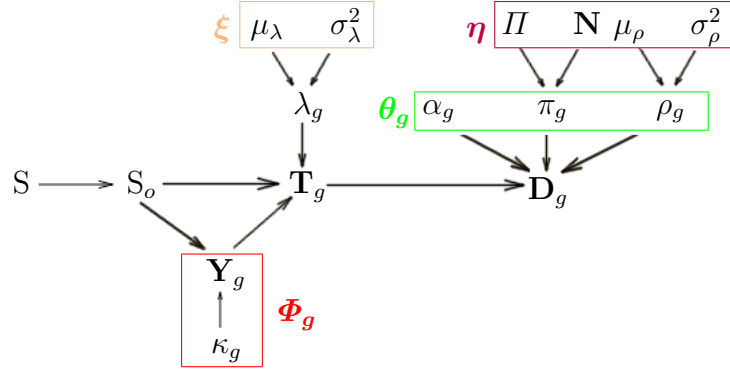 ξ μ_λ σ²_λ η Π N μ_ρ σ²_ρ
λ_g θ_g α_g π_g ρ_g
S S_o T_g D_g
Y_g
Φ_g
κ_g